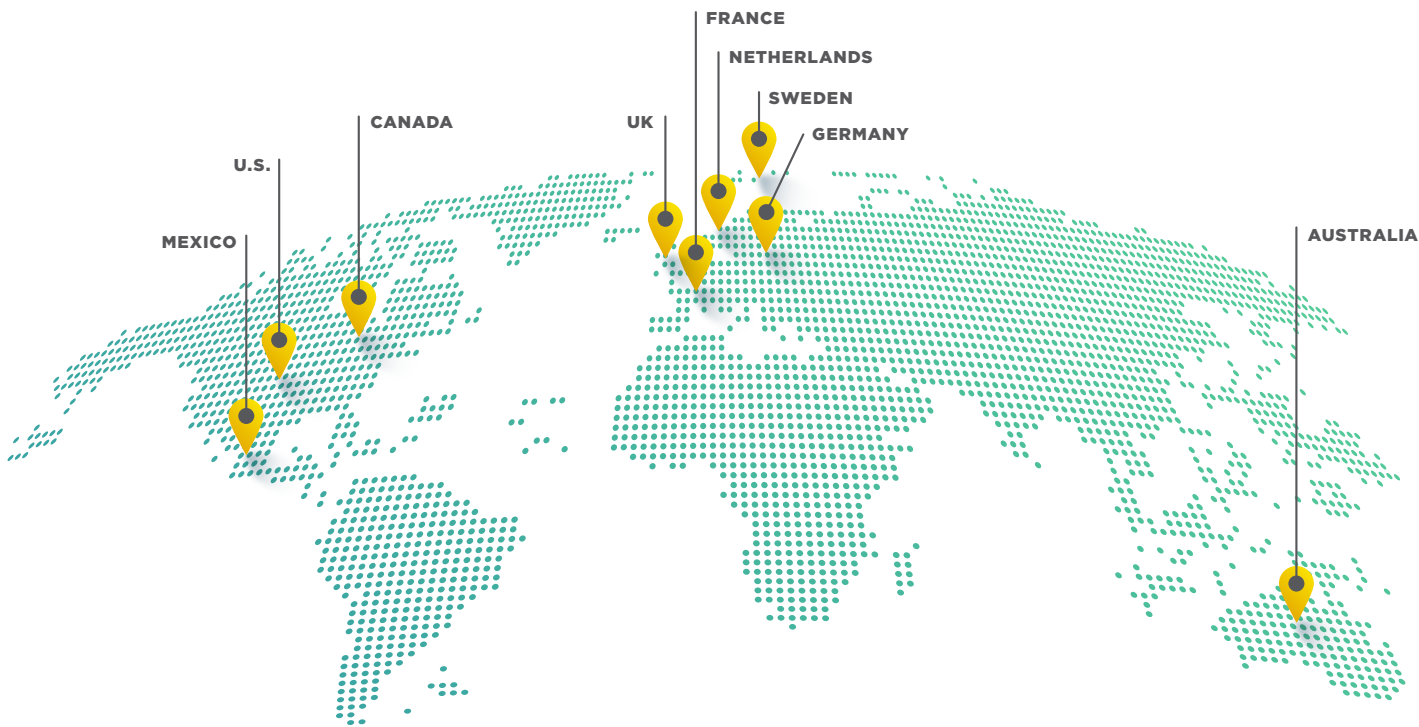 FRANCE
NETHERLANDS
SWEDEN
CANADA
UK
GERMANY
U.S.
MEXICO
AUSTRALIA